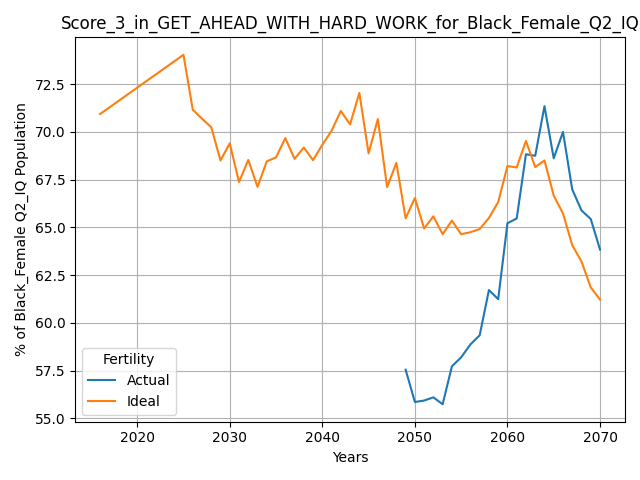 Score_3_in_GET_AHEAD_WITH_HARD_WORK_for_Black_Female_Q2_IQ
% of Black_Female Q2_IQ Population
72.5
70.0
67.5
65.0
62.5
60.0
57.5
55.0
Fertility
Actual
Ideal
2020 2030 2040 2050 2060 2070
Years